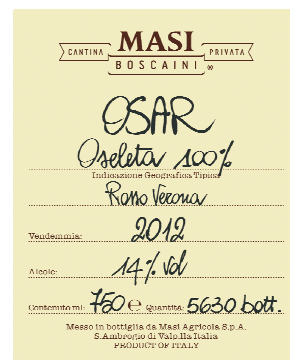 CANTINA MASI PRIVATA
BOSCAINI ®
OSAR
Oseleta 100%
Indicazione Geografica Tipica
Rosso Verona
2012
Vendemmia:
14% vol
Alcole:
Contenuto ml: 750 e Quantità: 5630 bott.
Messo in bottiglia da Masi Agricola S.p.A.
S.Ambrogio di Valp.lla Italia
PRODUCT OF ITALY